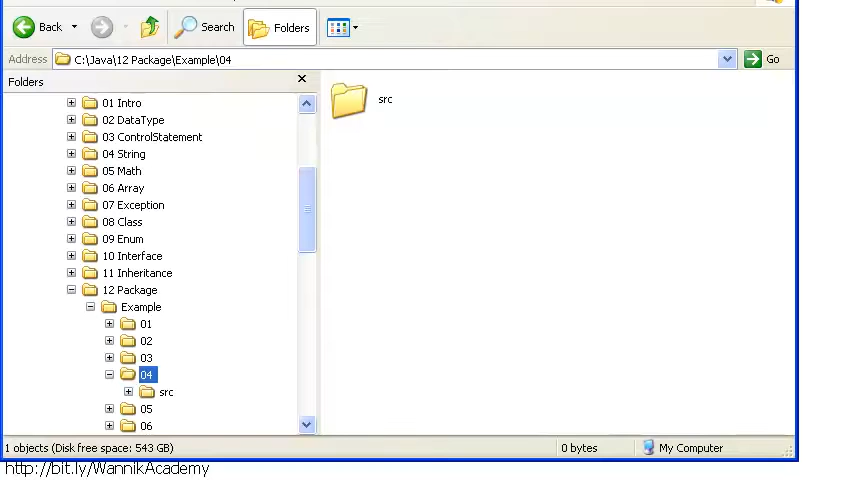 Back Search Folders
Address C:\Java\12 Package\Example\04 Go
Folders
01 Intro
02 DataType
03 ControlStatement
04 String
05 Math
06 Array
07 Exception
08 Class
09 Enum
10 Interface
11 Inheritance
12 Package
Example
01
02
03
04
src
05
06
src
1 objects (Disk free space: 543 GB) 0 bytes My Computer
http://bit.ly/WannikAcademy